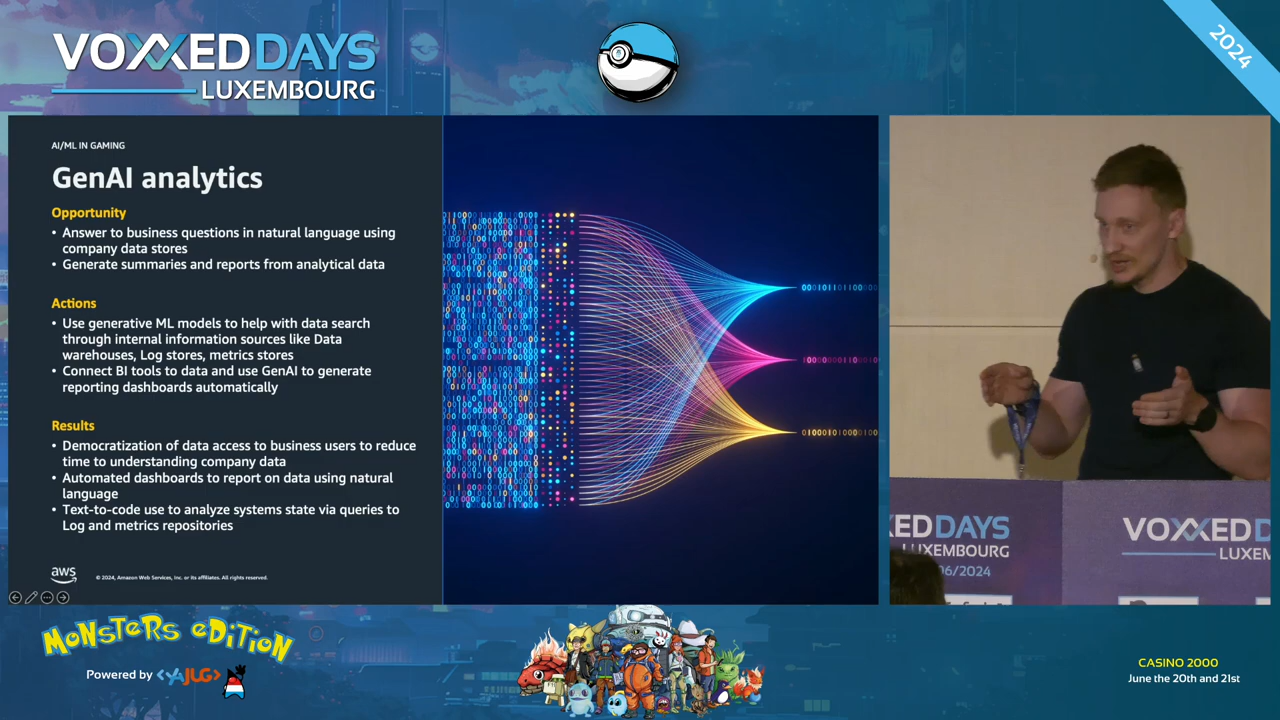 VOXXEDDAYS
LUXEMBOURG
2024
AI/ML IN GAMING
GenAI analytics
Opportunity
• Answer to business questions in natural language using
company data stores
• Generate summaries and reports from analytical data
Actions
• Use generative ML models to help with data search
through internal information sources like Data
warehouses, Log stores, metrics stores
• Connect BI tools to data and use GenAI to generate
reporting dashboards automatically
Results
• Democratization of data access to business users to reduce
time to understanding company data
• Automated dashboards to report on data using natural
language
• Text-to-code use to analyze systems state via queries to
Log and metrics repositories
aws
© 2024, Amazon Web Services, Inc. or its affiliates. All rights reserved.
XEDDAYS
LUXEMBOURG
06/2024
VOXXEDD
LUXEM
MONSTERS EDITION
Powered by <YAJUG>
CASINO 2000
June the 20th and 21st